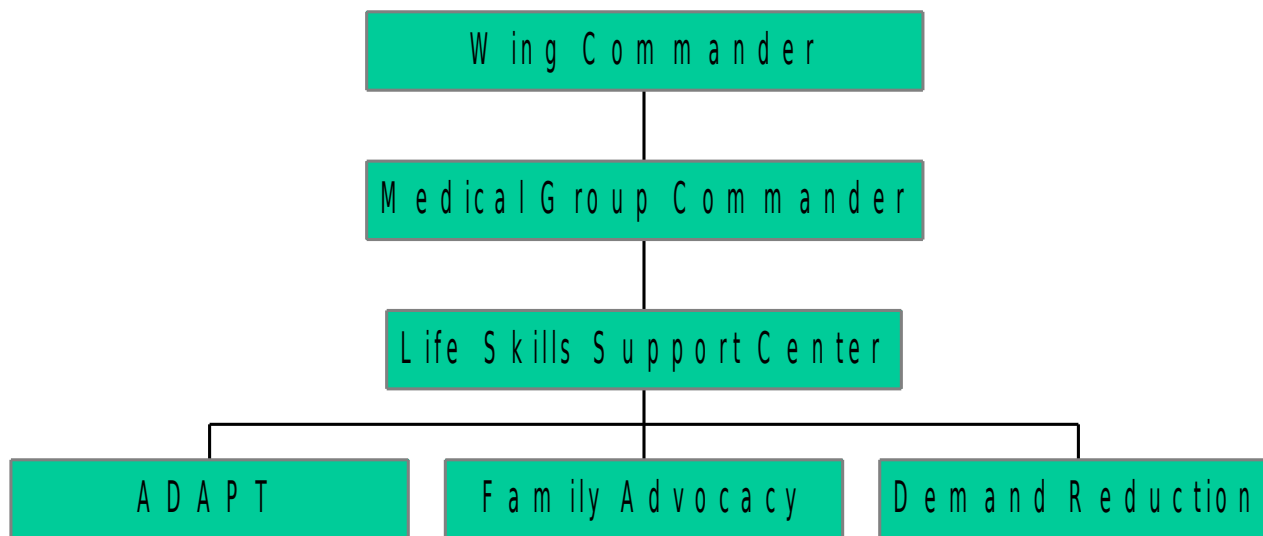 Wing Commander
Medical Group Commander
Life Skills Support Center
ADAPT
Family Advocacy
Demand Reduction